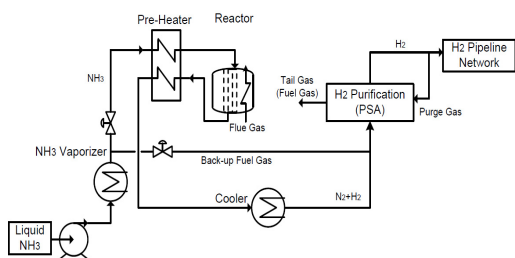 Pre-Heater
Reactor
H2
H2 Pipeline
Network
NH3
Tail Gas
(Fuel Gas)
H2 Purification
(PSA)
Flue Gas
Purge Gas
NH3 Vaporizer
Back-up Fuel Gas
Cooler
N2+H2
Liquid
NH3